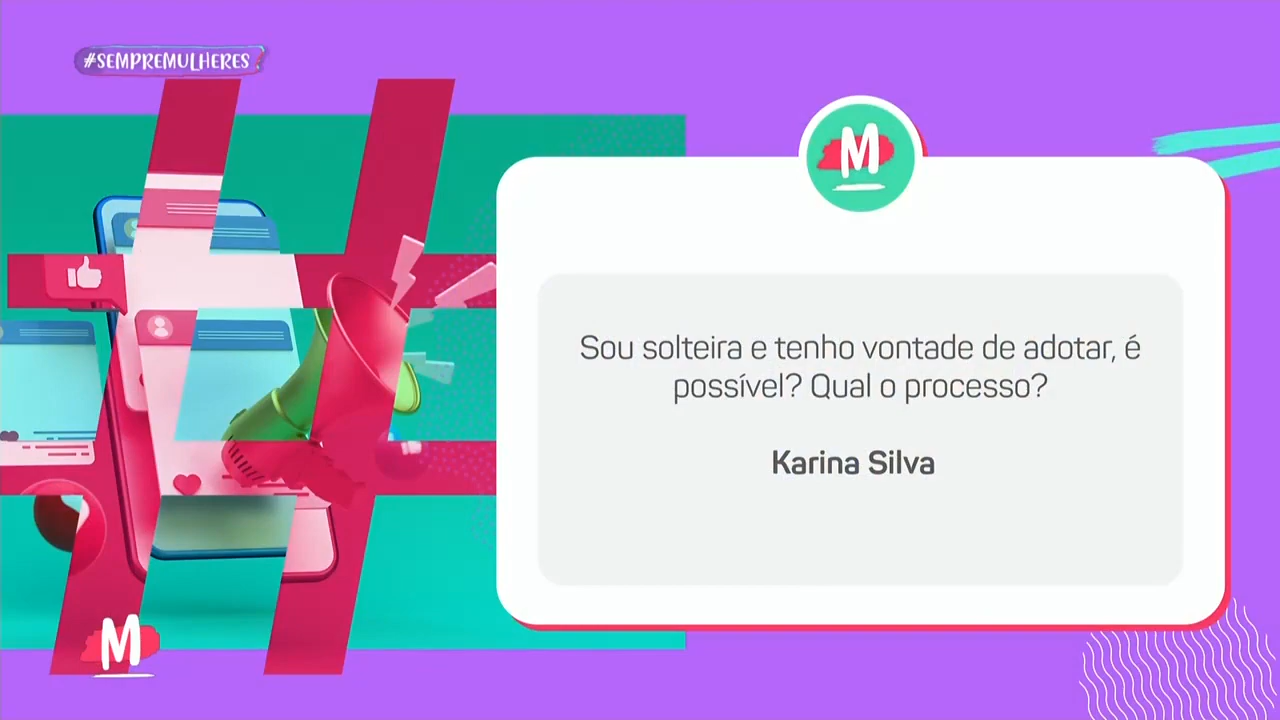 #SEMPREMULHERES
M
Sou solteira e tenho vontade de adotar, é
possível? Qual o processo?
Karina Silva
M